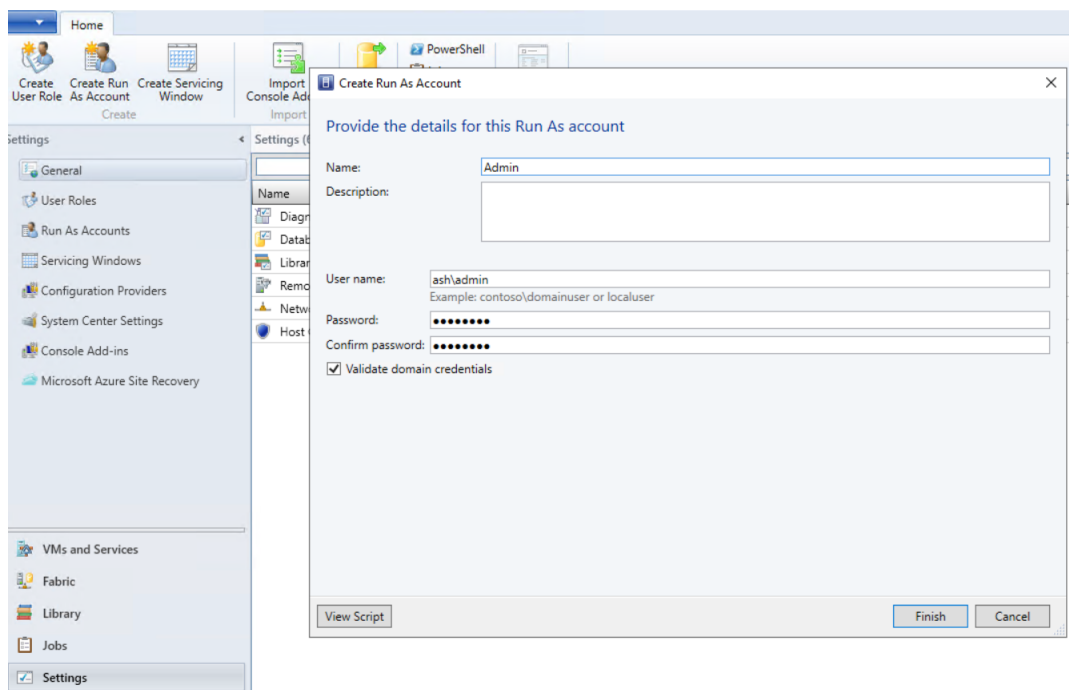 Home
PowerShell
Create User Role
Create Run As Account
Create Servicing Window
Import Console Add
Create
Import
Create Run As Account
Settings
Settings (
Provide the details for this Run As account
Name:
Admin
Description:
General
User Roles
Run As Accounts
Servicing Windows
Configuration Providers
System Center Settings
Console Add-ins
Microsoft Azure Site Recovery
Name
Diagr
Datab
Librar
Remo
Netw
Host
User name:
ash\admin
Example: contoso\domainuser or localuser
Password:
●●●●●●●●
Confirm password:
●●●●●●●●
Validate domain credentials
VMs and Services
Fabric
Library
Jobs
Settings
View Script
Finish
Cancel